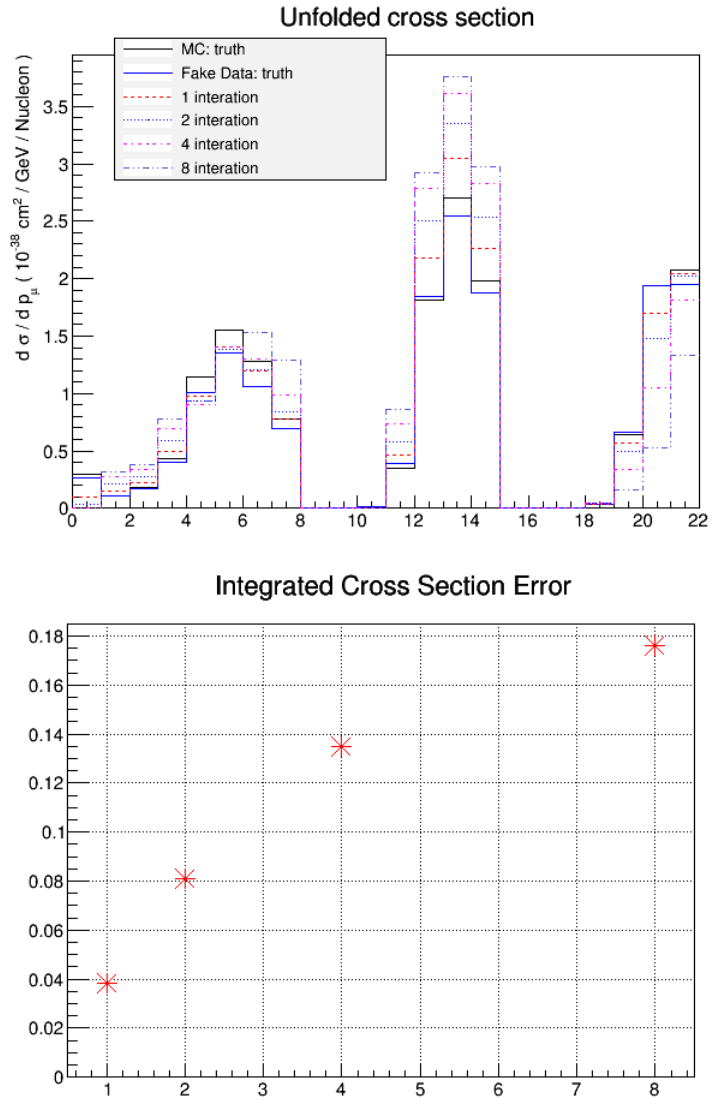 Unfolded cross section
MC: truth
Fake Data: truth
1 interation
2 interation
4 interation
8 interation
d σ / d p_μ ( 10^-38 cm^2 / GeV / Nucleon )
3.5
3
2.5
2
1.5
1
0.5
0
0 2 4 6 8 10 12 14 16 18 20 22
Integrated Cross Section Error
0.18
0.16
0.14
0.12
0.1
0.08
0.06
0.04
0.02
0
1 2 3 4 5 6 7 8